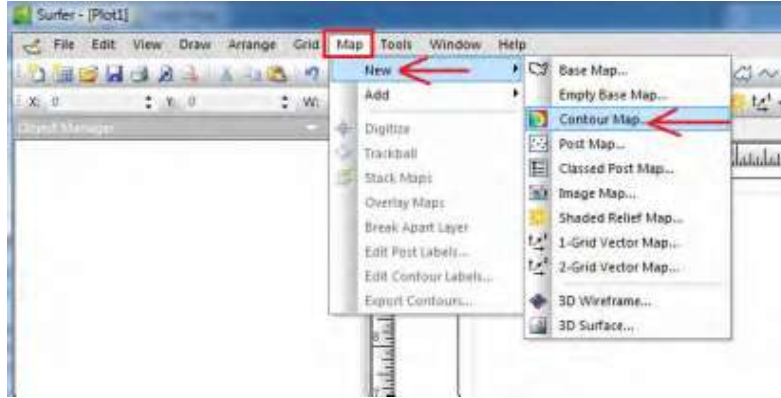 Surfer - [Plot1]
File Edit View Draw Arrange Grid Map Tools Window Help
X: 0 Y: 0 W:
Object Manager
New
Add
Digitize
Trackball
Stack Maps
Overlay Maps
Break Apart Layer
Edit Post Labels...
Edit Contour Labels...
Export Contours...
Base Map...
Empty Base Map...
Contour Map...
Post Map...
Classed Post Map...
Image Map...
Shaded Relief Map...
1-Grid Vector Map...
2-Grid Vector Map...
3D Wireframe...
3D Surface...